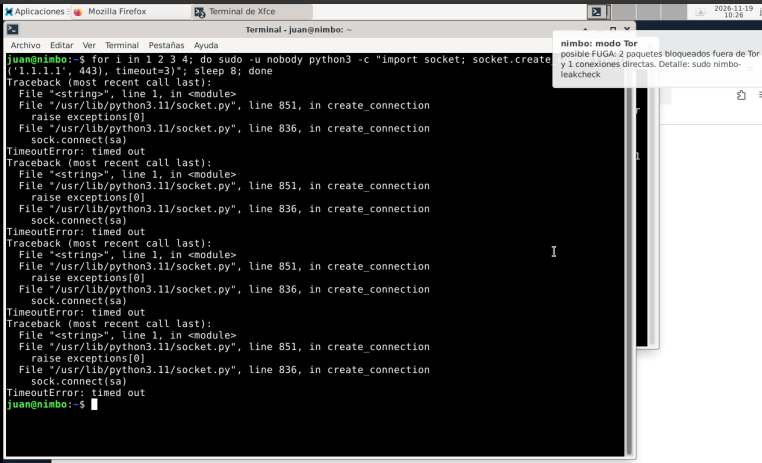 Aplicaciones
Mozilla Firefox
Terminal de Xfce
2026-11-19
10:26
Terminal - juan@nimbo: ~
Archivo Editar Ver Terminal Pestañas Ayuda
nimbo: modo Tor
posible FUGA: 2 paquetes bloqueados fuera de Tor
y 1 conexiones directas. Detalle: sudo nimbo-
leakcheck
juan@nimbo:~$ for i in 1 2 3 4; do sudo -u nobody python3 -c "import socket; socket.create_
('1.1.1.1', 443), timeout=3)"; sleep 8; done
Traceback (most recent call last):
  File "<string>", line 1, in <module>
  File "/usr/lib/python3.11/socket.py", line 851, in create_connection
    raise exceptions[0]
  File "/usr/lib/python3.11/socket.py", line 836, in create_connection
    sock.connect(sa)
TimeoutError: timed out
Traceback (most recent call last):
  File "<string>", line 1, in <module>
  File "/usr/lib/python3.11/socket.py", line 851, in create_connection
    raise exceptions[0]
  File "/usr/lib/python3.11/socket.py", line 836, in create_connection
    sock.connect(sa)
TimeoutError: timed out
Traceback (most recent call last):
  File "<string>", line 1, in <module>
  File "/usr/lib/python3.11/socket.py", line 851, in create_connection
    raise exceptions[0]
  File "/usr/lib/python3.11/socket.py", line 836, in create_connection
    sock.connect(sa)
TimeoutError: timed out
Traceback (most recent call last):
  File "<string>", line 1, in <module>
  File "/usr/lib/python3.11/socket.py", line 851, in create_connection
    raise exceptions[0]
  File "/usr/lib/python3.11/socket.py", line 836, in create_connection
    sock.connect(sa)
TimeoutError: timed out
juan@nimbo:~$